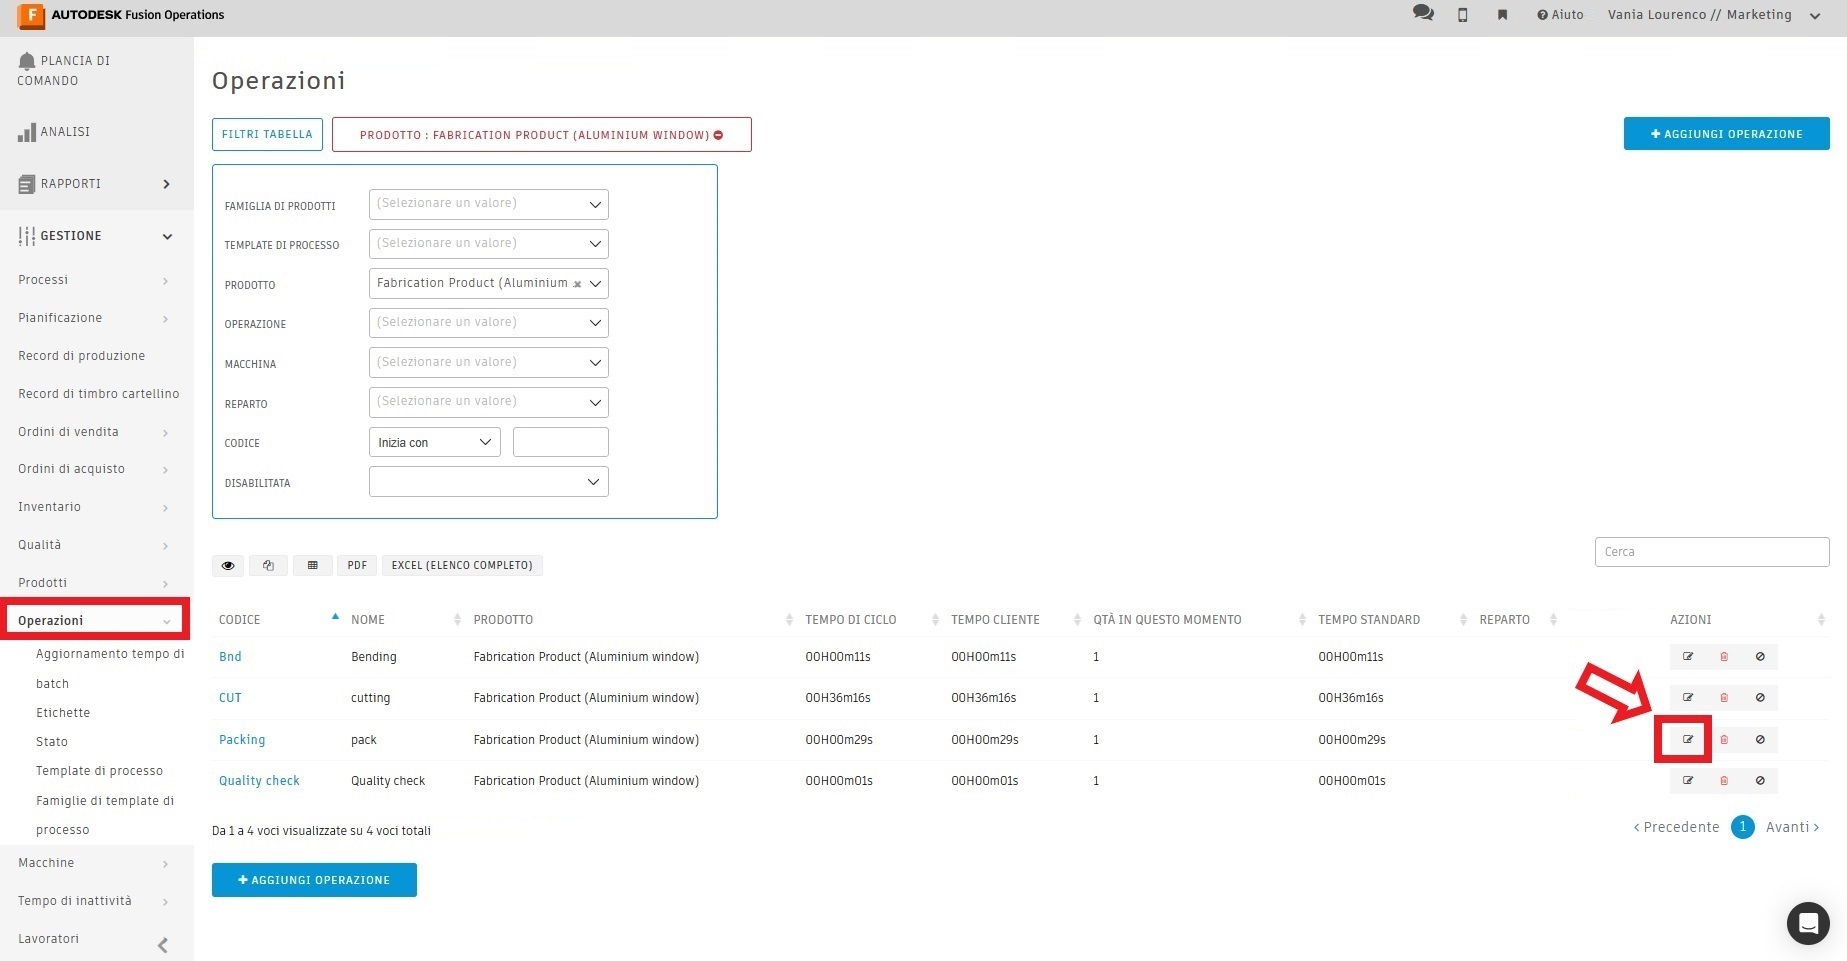 AUTODESK Fusion Operations
Aiuto
Vania Lourenco // Marketing
PLANCIA DI
COMANDO
ANALISI
RAPPORTI
GESTIONE
Processi
Pianificazione
Record di produzione
Record di timbro cartellino
Ordini di vendita
Ordini di acquisto
Inventario
Qualità
Prodotti
Operazioni
Aggiornamento tempo di
batch
Etichette
Stato
Template di processo
Famiglie di template di
processo
Macchine
Tempo di inattività
Lavoratori
Operazioni
FILTRI TABELLA
PRODOTTO : FABRICATION PRODUCT (ALUMINIUM WINDOW)
AGGIUNGI OPERAZIONE
FAMIGLIA DI PRODOTTI (Selezionare un valore)
TEMPLATE DI PROCESSO (Selezionare un valore)
PRODOTTO Fabrication Product (Aluminium
OPERAZIONE (Selezionare un valore)
MACCHINA (Selezionare un valore)
REPARTO (Selezionare un valore)
CODICE Inizia con
DISABILITATA
PDF
EXCEL (ELENCO COMPLETO)
Cerca
CODICE NOME PRODOTTO TEMPO DI CICLO TEMPO CLIENTE QTÀ IN QUESTO MOMENTO TEMPO STANDARD REPARTO AZIONI
Bnd Bending Fabrication Product (Aluminium window) 00H00m11s 00H00m11s 1 00H00m11s
CUT cutting Fabrication Product (Aluminium window) 00H36m16s 00H36m16s 1 00H36m16s
Packing pack Fabrication Product (Aluminium window) 00H00m29s 00H00m29s 1 00H00m29s
Quality check Quality check Fabrication Product (Aluminium window) 00H00m01s 00H00m01s 1 00H00m01s
Da 1 a 4 voci visualizzate su 4 voci totali
Precedente 1 Avanti
AGGIUNGI OPERAZIONE